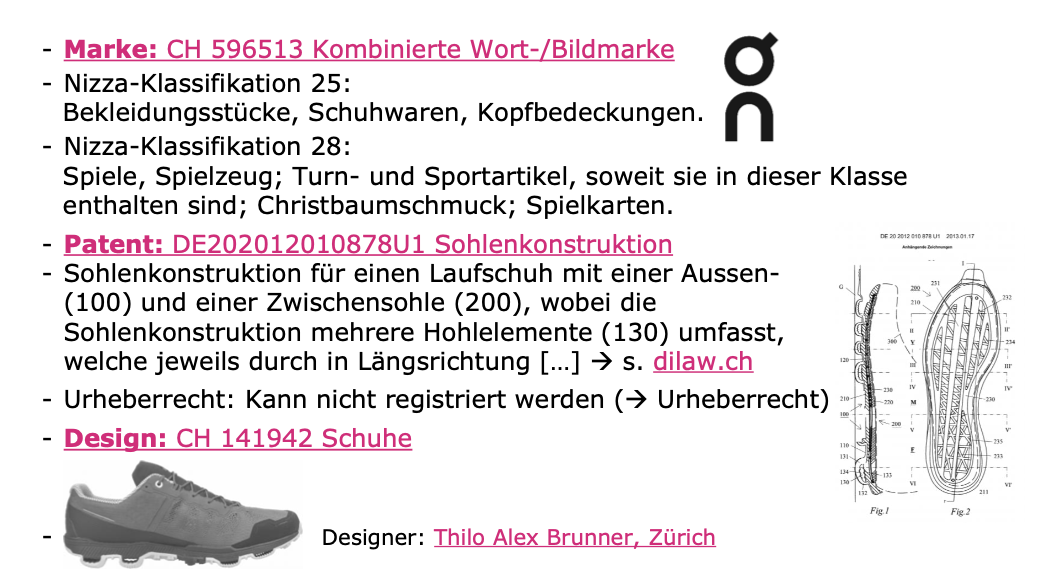 - Marke: CH 596513 Kombinierte Wort-/Bildmarke
- Nizza-Klassifikation 25:
Bekleidungsstücke, Schuhwaren, Kopfbedeckungen.
- Nizza-Klassifikation 28:
Spiele, Spielzeug; Turn- und Sportartikel, soweit sie in dieser Klasse
enthalten sind; Christbaumschmuck; Spielkarten.
- Patent: DE202012010878U1 Sohlenkonstruktion
- Sohlenkonstruktion für einen Laufschuh mit einer Aussen-
(100) und einer Zwischensohle (200), wobei die
Sohlenkonstruktion mehrere Hohlelemente (130) umfasst,
welche jeweils durch in Längsrichtung […] → s. dilaw.ch
- Urheberrecht: Kann nicht registriert werden (→ Urheberrecht)
- Design: CH 141942 Schuhe
- Designer: Thilo Alex Brunner, Zürich
on
DE 20 2012 010 878 U1 2013.01.17
Anhängende Zeichnungen
I
G
200
231
210
232
II
II'
Y
300
234
120
III
III'
230
IV
IV'
220
100
M
230
200
V
V'
110
235
131
E
233
134
133
130
VI
VI'
132
211
I'
Fig.1
Fig.2